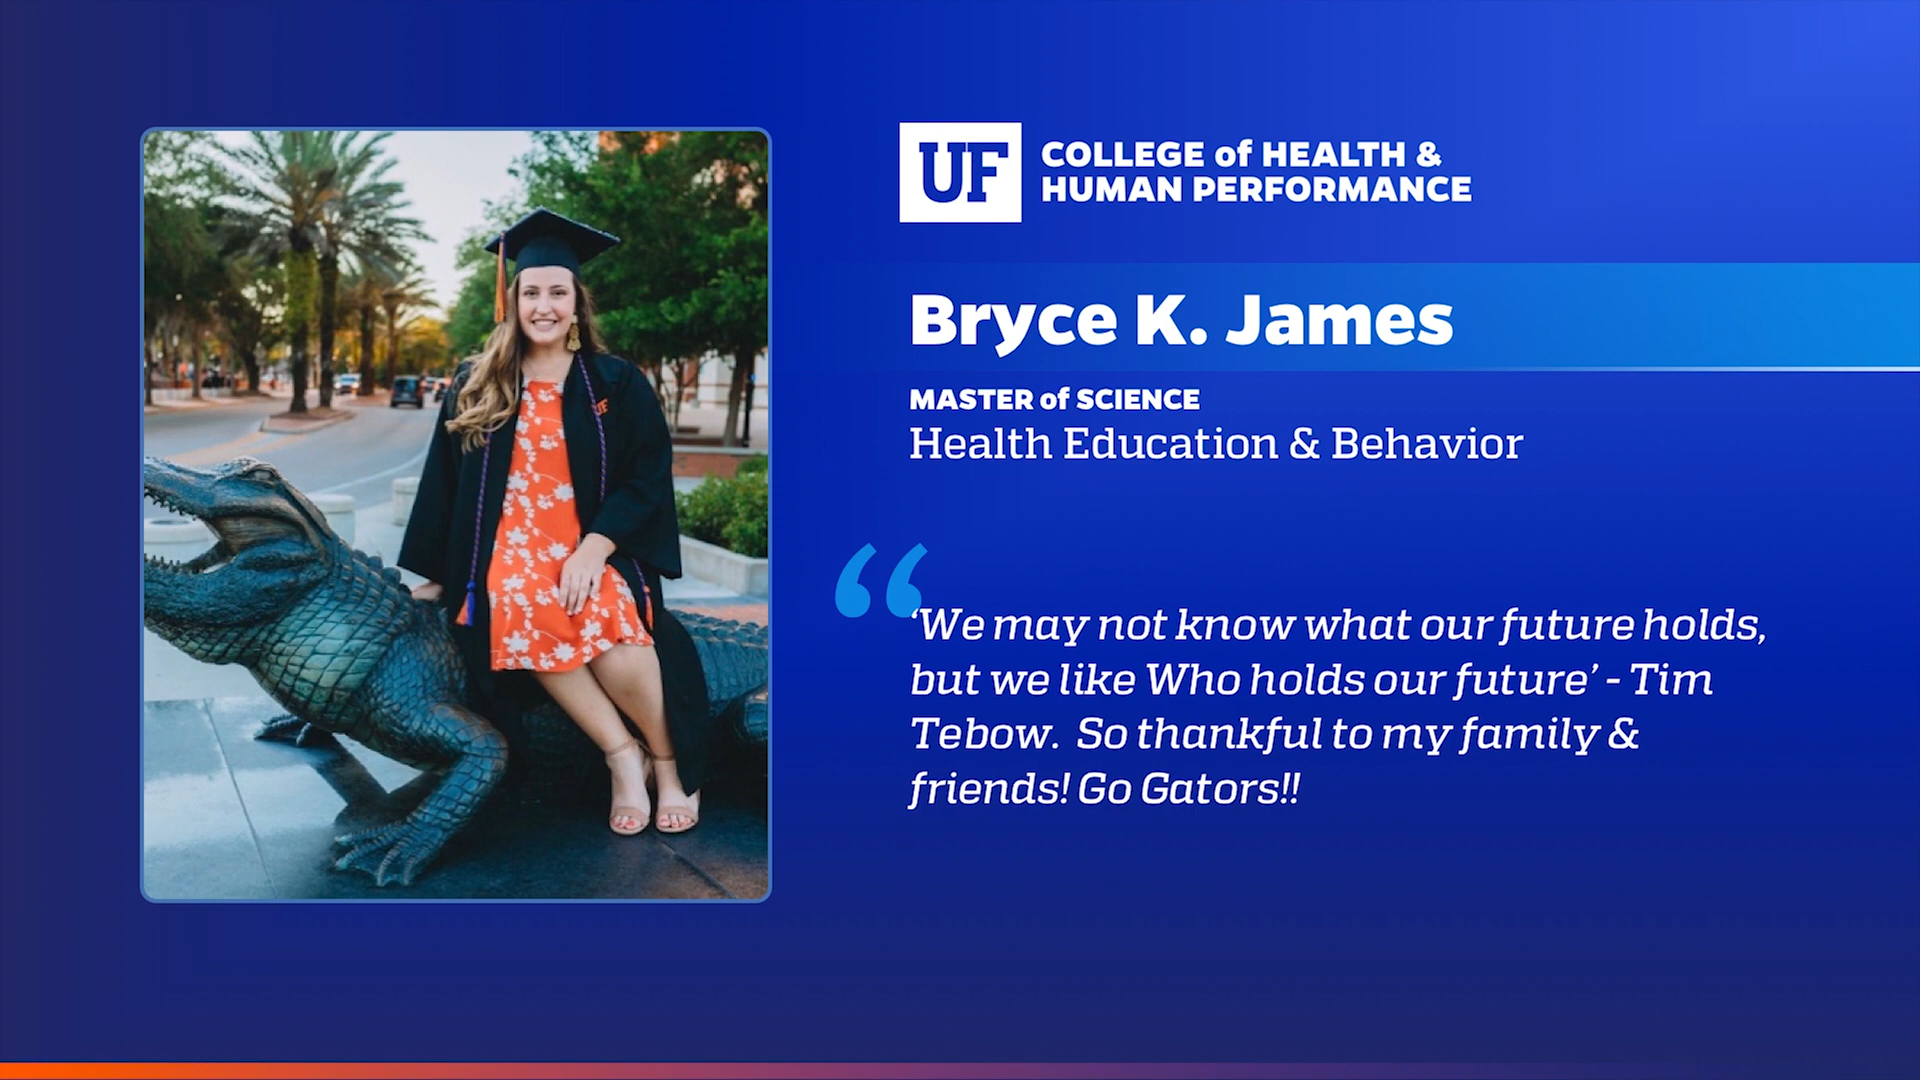 UF
COLLEGE of HEALTH &
HUMAN PERFORMANCE
Bryce K. James
MASTER of SCIENCE
Health Education & Behavior
“
‘We may not know what our future holds,
but we like Who holds our future’ - Tim
Tebow.  So thankful to my family &
friends! Go Gators!!
UF